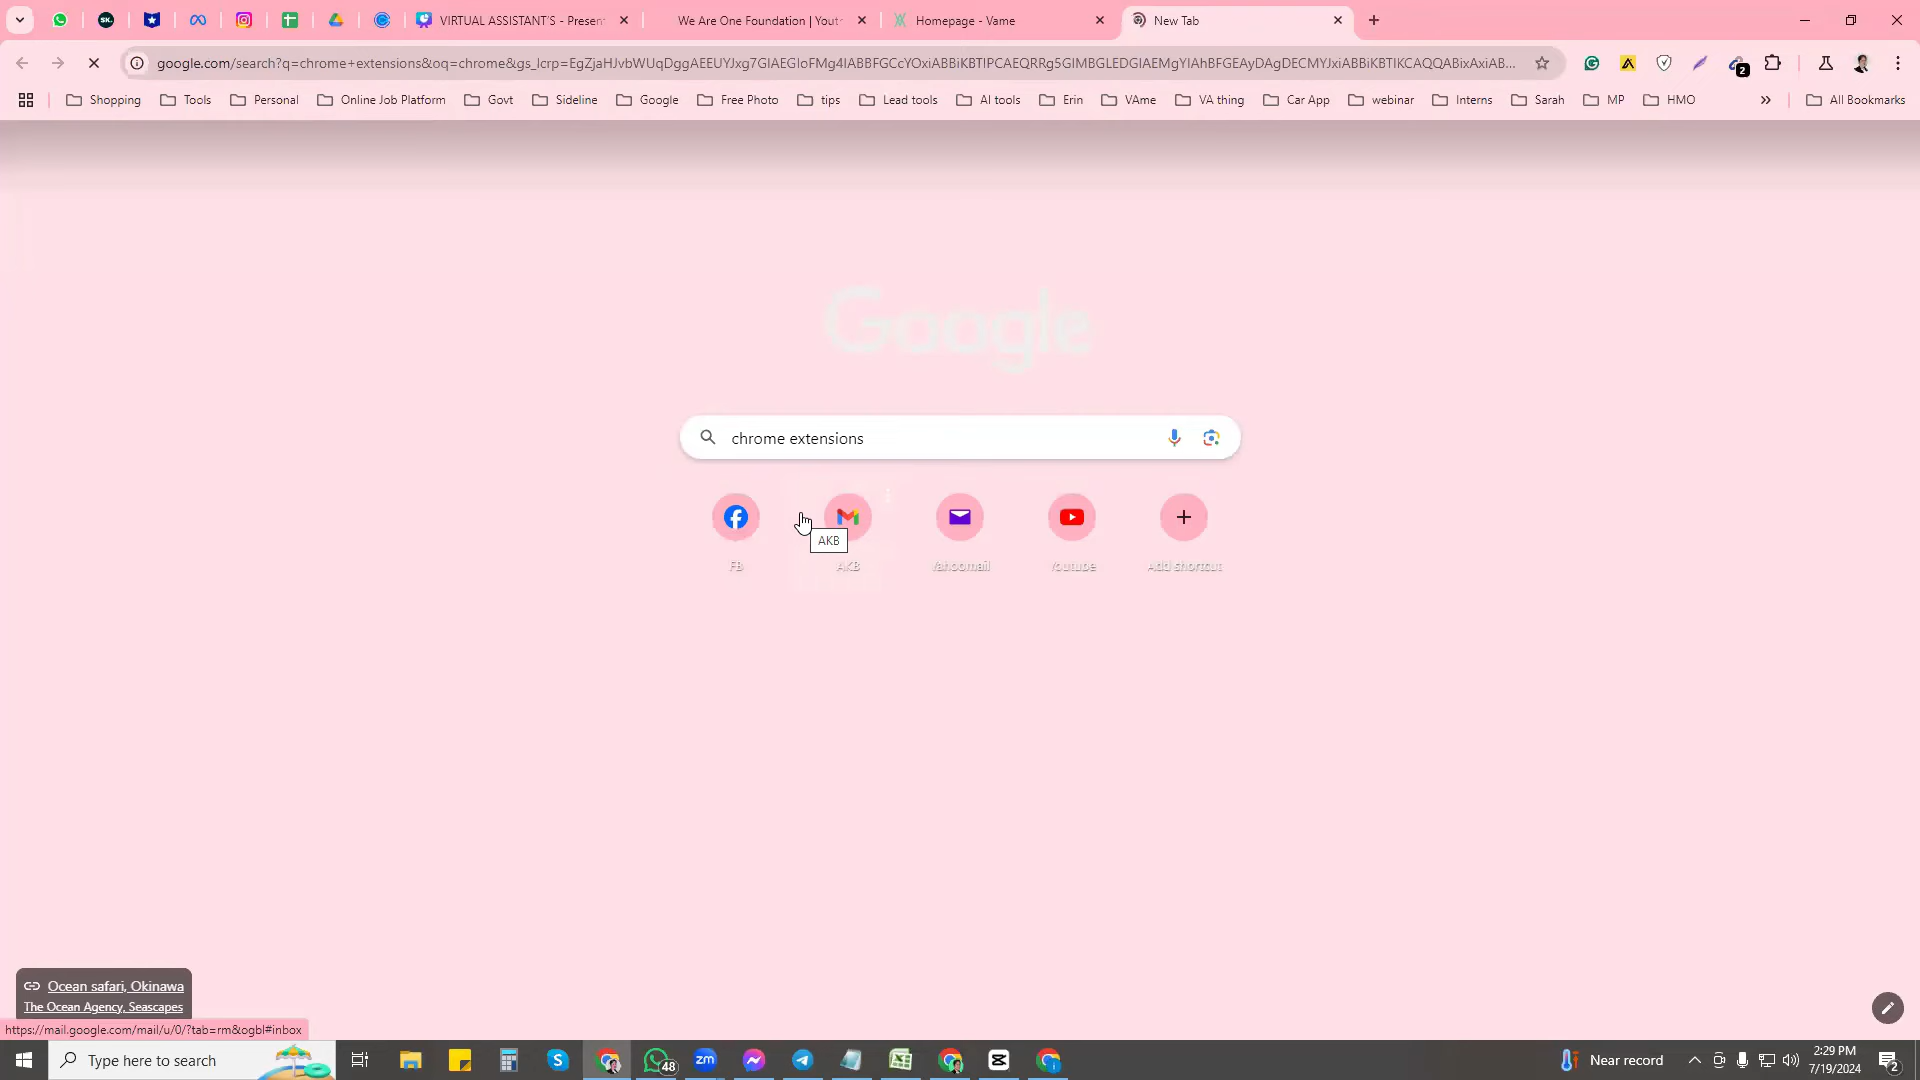 VIRTUAL ASSISTANT'S - Present
We Are One Foundation | Yout
Homepage - Vame
New Tab
google.com/search?q=chrome+extensions&oq=chrome&gs_lcrp=EgZjaHJvbWUqDggAEEUYJxg7GIAEGIoFMg4IABBFGCcYOxiABBiKBTIPCAEQRRg5GIMBGLEDGIAEMgYIAhBFGEAyDAgDECMYJxiABBiKBTIKCAQQABixAxiAB...
2
Shopping
Tools
Personal
Online Job Platform
Govt
Sideline
Google
Free Photo
tips
Lead tools
AI tools
Erin
VAme
VA thing
Car App
webinar
Interns
Sarah
MP
HMO
All Bookmarks
Google
chrome extensions
AKB
FB
AKB
Yahoomail
Youtube
Add shortcut
Ocean safari, Okinawa
The Ocean Agency, Seascapes
https://mail.google.com/mail/u/0/?tab=rm&ogbl#inbox
Type here to search
48
zm
Near record
2:29 PM
7/19/2024
2